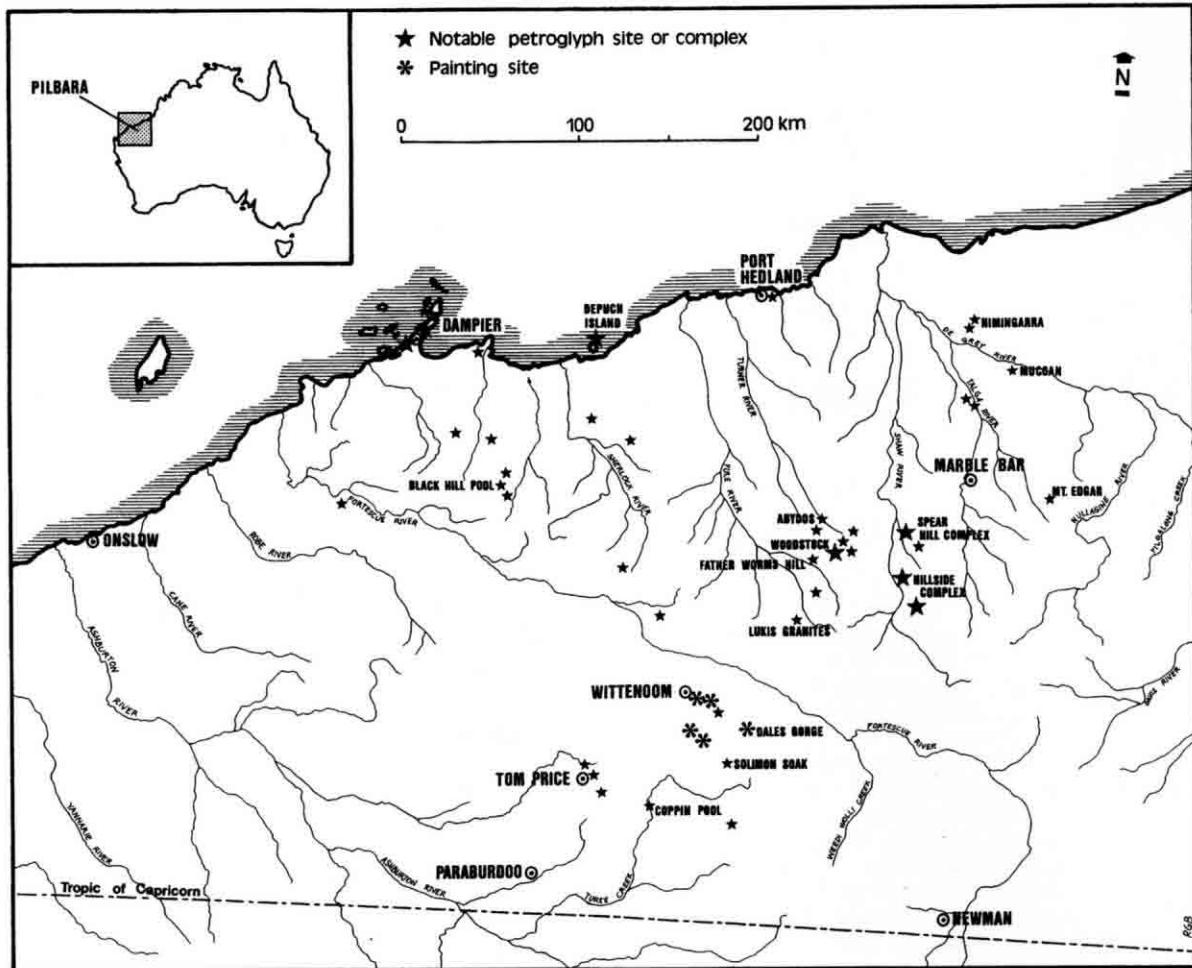 PILBARA
Notable petroglyph site or complex
Painting site
0 100 200 km
N
PORT
HEDLAND
DEPUCH
ISLAND
DAMPIER
NIMINGARRA
DE GREY RIVER
MUCCAN
TALGA RIVER
TURNER RIVER
SHAW RIVER
SHERLOCK RIVER
MARBLE BAR
BLACK HILL POOL
MT. EDGAR
NULLAGINE RIVER
FORTESCUE RIVER
YULE RIVER
ABYDOS
SPEAR
HILL COMPLEX
ONSLOW
WOODSTOCK
ROBE RIVER
FATHER WORMS HILL
HILLSIDE
COMPLEX
CANE RIVER
LUKIS GRANITES
ASHBURTON
RIVER
WITTENOOM
DALES GORGE
FORTESCUE RIVER
SOLIMON SOAK
TOM PRICE
COPPIN POOL
WEEDI WOLLI CREEK
YANNARIE RIVER
PARABURDOO
ASHBURTON RIVER
TUREE CREEK
Tropic of Capricorn
NEWMAN
RGB